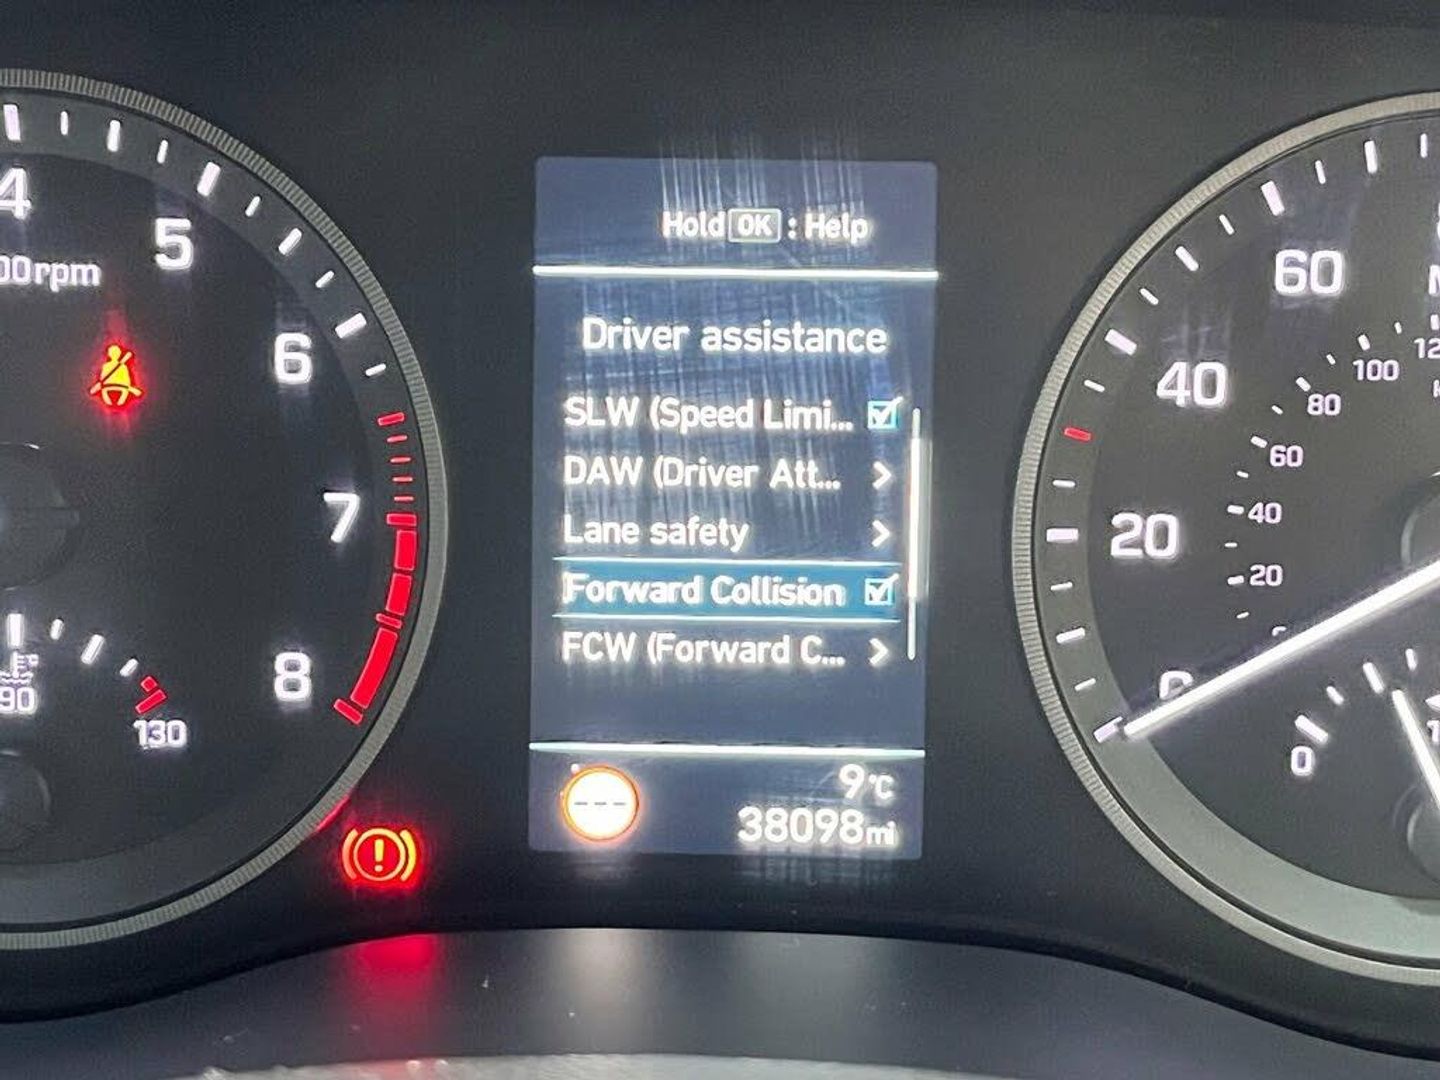 4
5
00rpm
6
7
8
90
130
Hold OK : Help
Driver assistance
SLW (Speed Limi...
DAW (Driver Att...
Lane safety
Forward Collision
FCW (Forward C...
---
9°C
38098mi
60
40
20
0
100
80
60
40
20
0